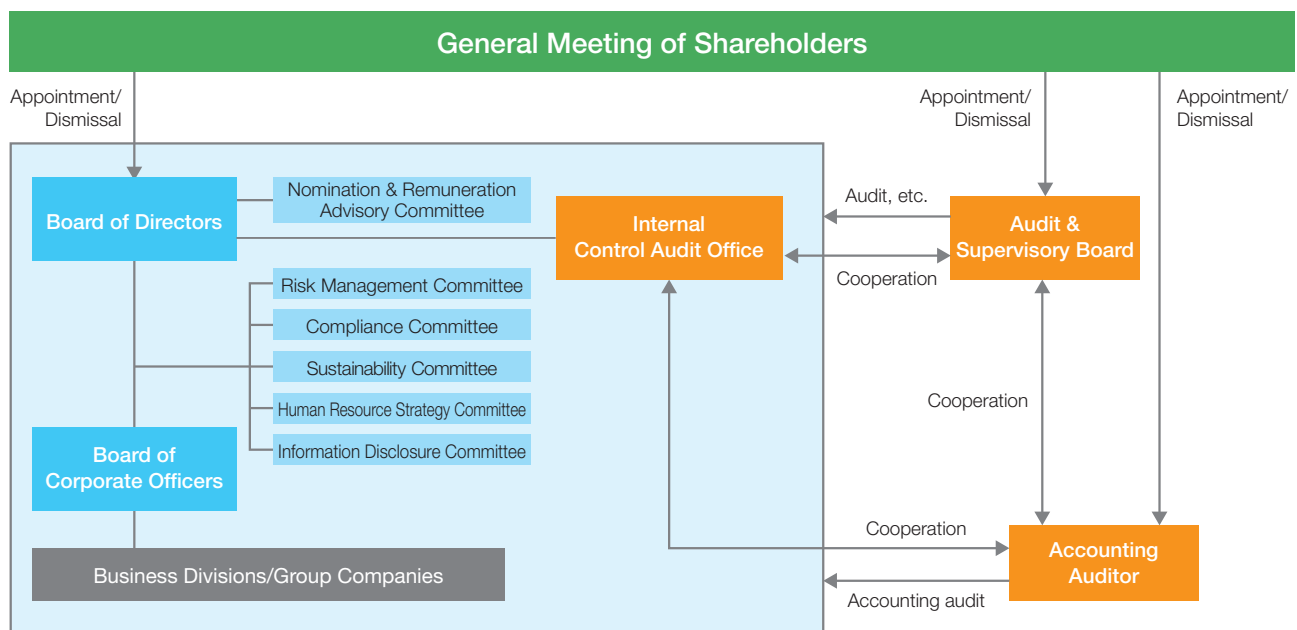 General Meeting of Shareholders
Appointment/
Dismissal
Appointment/
Dismissal
Appointment/
Dismissal
Board of Directors
Nomination & Remuneration
Advisory Committee
Internal
Control Audit Office
Audit, etc.
Audit &
Supervisory Board
Cooperation
Risk Management Committee
Compliance Committee
Sustainability Committee
Human Resource Strategy Committee
Information Disclosure Committee
Cooperation
Board of
Corporate Officers
Cooperation
Accounting
Auditor
Business Divisions/Group Companies
Accounting audit